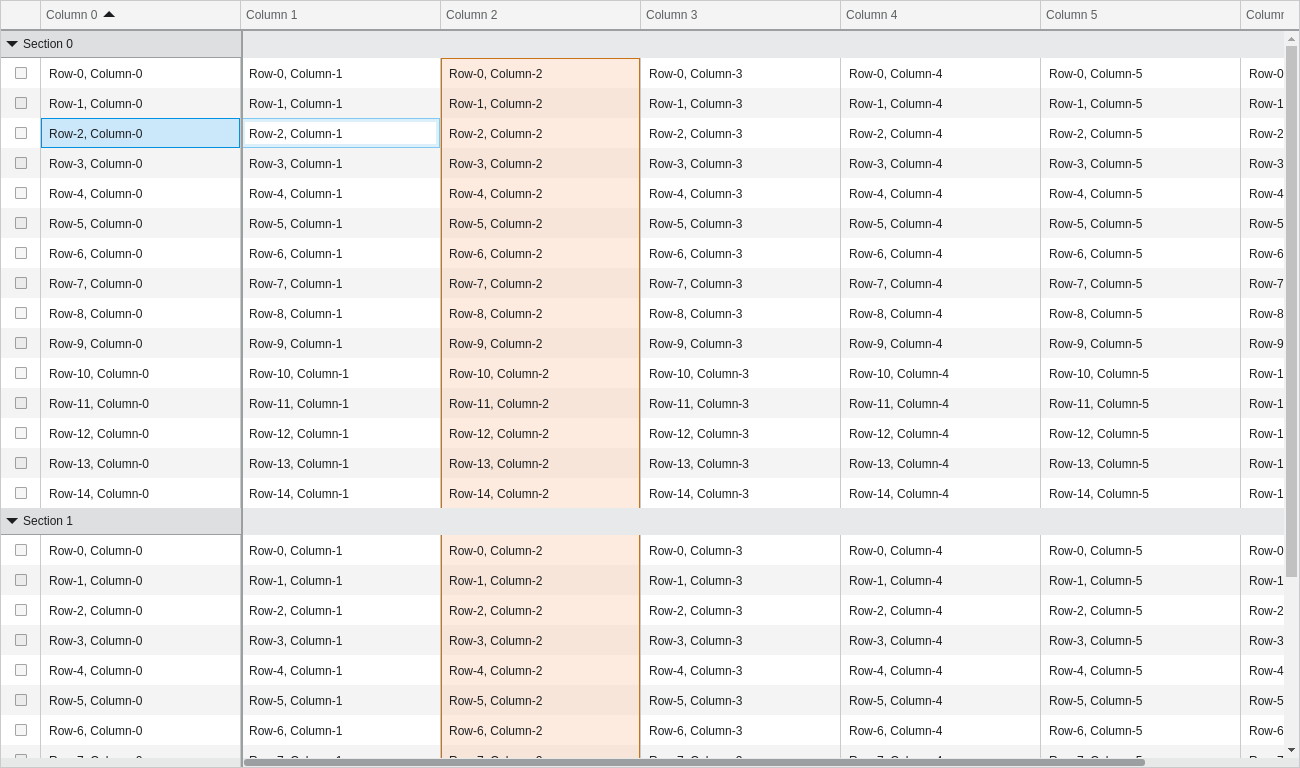 Column 0 Column 1 Column 2 Column 3 Column 4 Column 5 Column
Section 0
Row-0, Column-0 Row-0, Column-1 Row-0, Column-2 Row-0, Column-3 Row-0, Column-4 Row-0, Column-5 Row-0
Row-1, Column-0 Row-1, Column-1 Row-1, Column-2 Row-1, Column-3 Row-1, Column-4 Row-1, Column-5 Row-1
Row-2, Column-0 Row-2, Column-1 Row-2, Column-2 Row-2, Column-3 Row-2, Column-4 Row-2, Column-5 Row-2
Row-3, Column-0 Row-3, Column-1 Row-3, Column-2 Row-3, Column-3 Row-3, Column-4 Row-3, Column-5 Row-3
Row-4, Column-0 Row-4, Column-1 Row-4, Column-2 Row-4, Column-3 Row-4, Column-4 Row-4, Column-5 Row-4
Row-5, Column-0 Row-5, Column-1 Row-5, Column-2 Row-5, Column-3 Row-5, Column-4 Row-5, Column-5 Row-5
Row-6, Column-0 Row-6, Column-1 Row-6, Column-2 Row-6, Column-3 Row-6, Column-4 Row-6, Column-5 Row-6
Row-7, Column-0 Row-7, Column-1 Row-7, Column-2 Row-7, Column-3 Row-7, Column-4 Row-7, Column-5 Row-7
Row-8, Column-0 Row-8, Column-1 Row-8, Column-2 Row-8, Column-3 Row-8, Column-4 Row-8, Column-5 Row-8
Row-9, Column-0 Row-9, Column-1 Row-9, Column-2 Row-9, Column-3 Row-9, Column-4 Row-9, Column-5 Row-9
Row-10, Column-0 Row-10, Column-1 Row-10, Column-2 Row-10, Column-3 Row-10, Column-4 Row-10, Column-5 Row-1
Row-11, Column-0 Row-11, Column-1 Row-11, Column-2 Row-11, Column-3 Row-11, Column-4 Row-11, Column-5 Row-1
Row-12, Column-0 Row-12, Column-1 Row-12, Column-2 Row-12, Column-3 Row-12, Column-4 Row-12, Column-5 Row-1
Row-13, Column-0 Row-13, Column-1 Row-13, Column-2 Row-13, Column-3 Row-13, Column-4 Row-13, Column-5 Row-1
Row-14, Column-0 Row-14, Column-1 Row-14, Column-2 Row-14, Column-3 Row-14, Column-4 Row-14, Column-5 Row-1
Section 1
Row-0, Column-0 Row-0, Column-1 Row-0, Column-2 Row-0, Column-3 Row-0, Column-4 Row-0, Column-5 Row-0
Row-1, Column-0 Row-1, Column-1 Row-1, Column-2 Row-1, Column-3 Row-1, Column-4 Row-1, Column-5 Row-1
Row-2, Column-0 Row-2, Column-1 Row-2, Column-2 Row-2, Column-3 Row-2, Column-4 Row-2, Column-5 Row-2
Row-3, Column-0 Row-3, Column-1 Row-3, Column-2 Row-3, Column-3 Row-3, Column-4 Row-3, Column-5 Row-3
Row-4, Column-0 Row-4, Column-1 Row-4, Column-2 Row-4, Column-3 Row-4, Column-4 Row-4, Column-5 Row-4
Row-5, Column-0 Row-5, Column-1 Row-5, Column-2 Row-5, Column-3 Row-5, Column-4 Row-5, Column-5 Row-5
Row-6, Column-0 Row-6, Column-1 Row-6, Column-2 Row-6, Column-3 Row-6, Column-4 Row-6, Column-5 Row-6